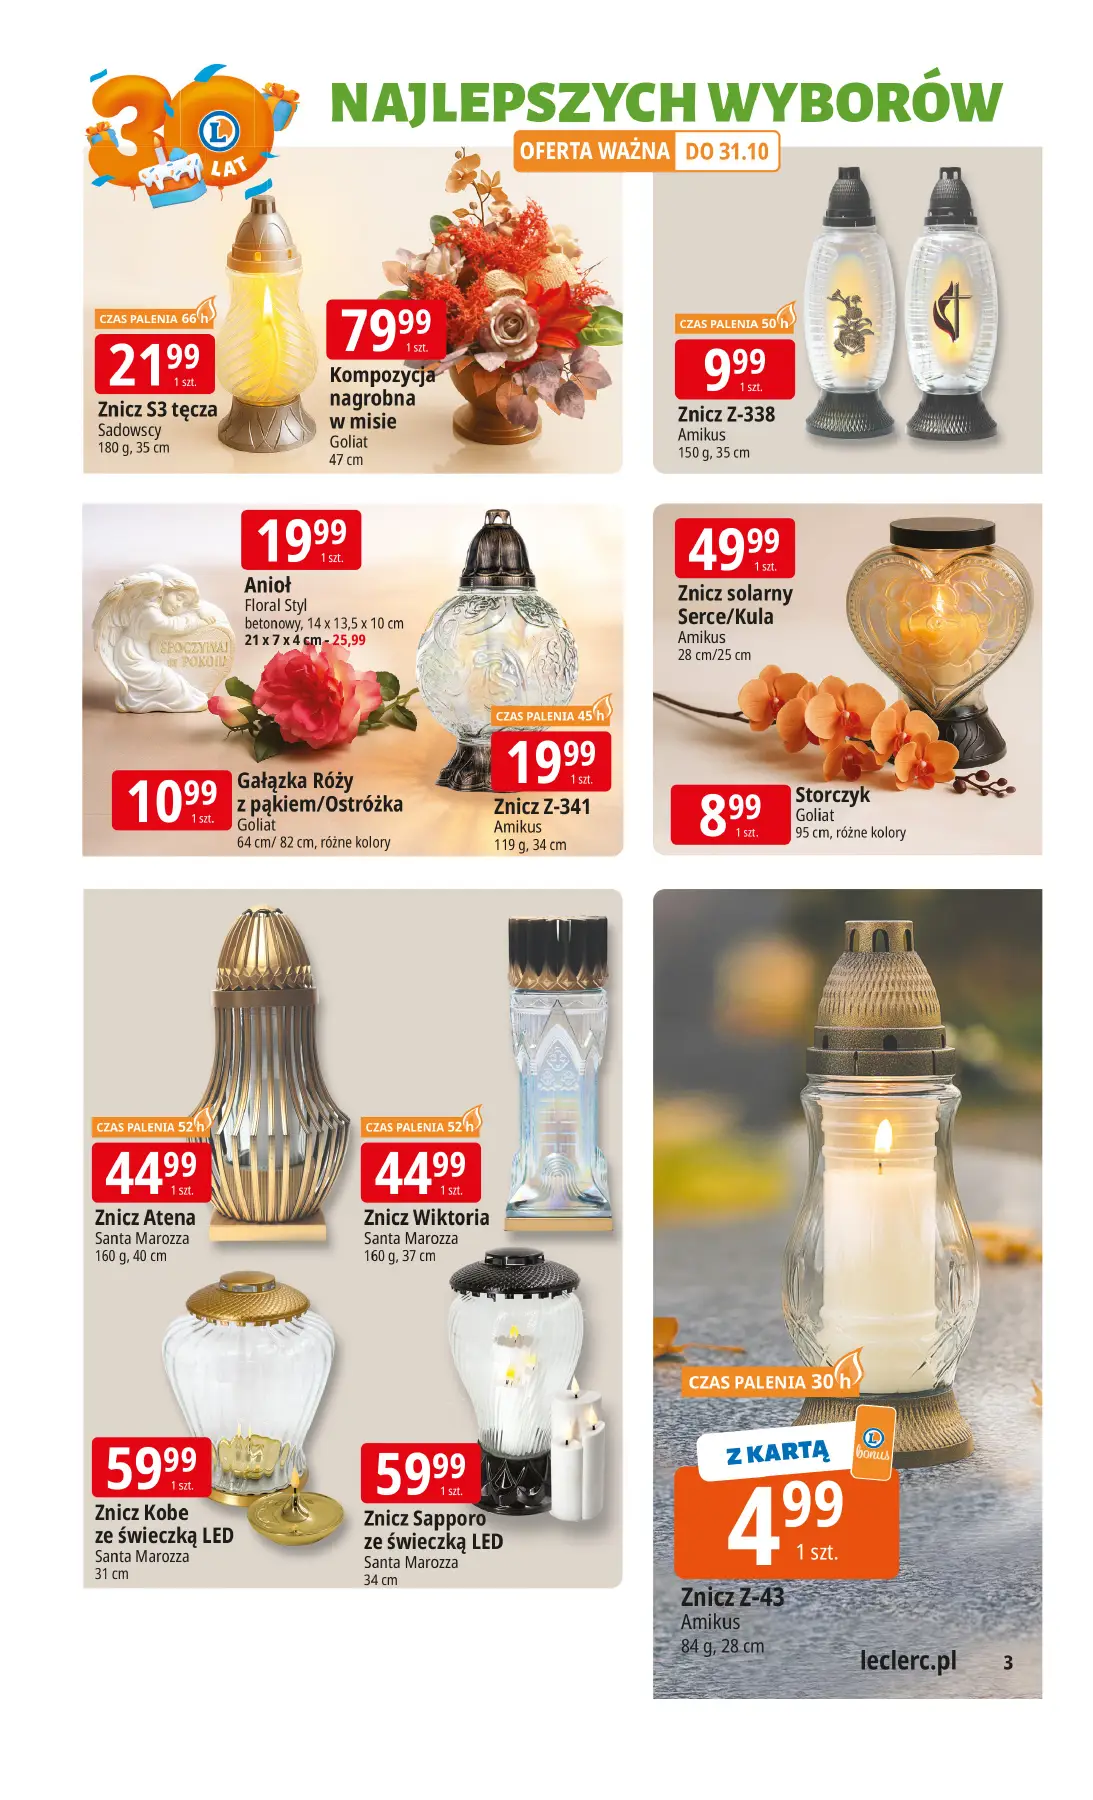 30 LAT
NAJLEPSZYCH WYBORÓW
OFERTA WAŻNA DO 31.10
CZAS PALENIA 66 h
21 99
1 szt.
Znicz S3 tęcza
Sadowscy
180 g, 35 cm
79 99
1 szt.
Kompozycja
nagrobna
w misie
Goliat
47 cm
CZAS PALENIA 50 h
9 99
1 szt.
Znicz Z-338
Amikus
150 g, 35 cm
19 99
1 szt.
Anioł
Floral Styl
betonowy, 14 x 13,5 x 10 cm
21 x 7 x 4 cm - 25,99
SPOCZYWAJ
w POKOJU
10 99
1 szt.
Gałązka Róży
z pąkiem/Ostróżka
Goliat
64 cm/ 82 cm, różne kolory
CZAS PALENIA 45 h
19 99
1 szt.
Znicz Z-341
Amikus
119 g, 34 cm
49 99
1 szt.
Znicz solarny
Serce/Kula
Amikus
28 cm/25 cm
8 99
1 szt.
Storczyk
Goliat
95 cm, różne kolory
CZAS PALENIA 52 h
44 99
1 szt.
Znicz Atena
Santa Marozza
160 g, 40 cm
CZAS PALENIA 52 h
44 99
1 szt.
Znicz Wiktoria
Santa Marozza
160 g, 37 cm
59 99
1 szt.
Znicz Kobe
ze świeczką LED
Santa Marozza
31 cm
59 99
1 szt.
Znicz Sapporo
ze świeczką LED
Santa Marozza
34 cm
CZAS PALENIA 30 h
Z KARTĄ
L
bonus
4 99
1 szt.
Znicz Z-43
Amikus
84 g, 28 cm
leclerc.pl 3